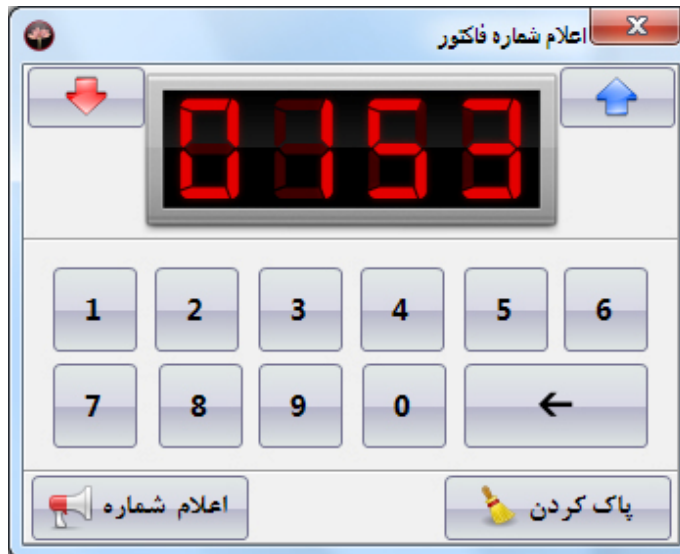 اعلام شماره فاکتور
0153
1 2 3 4 5 6
7 8 9 0 ←
اعلام شماره پاک کردن